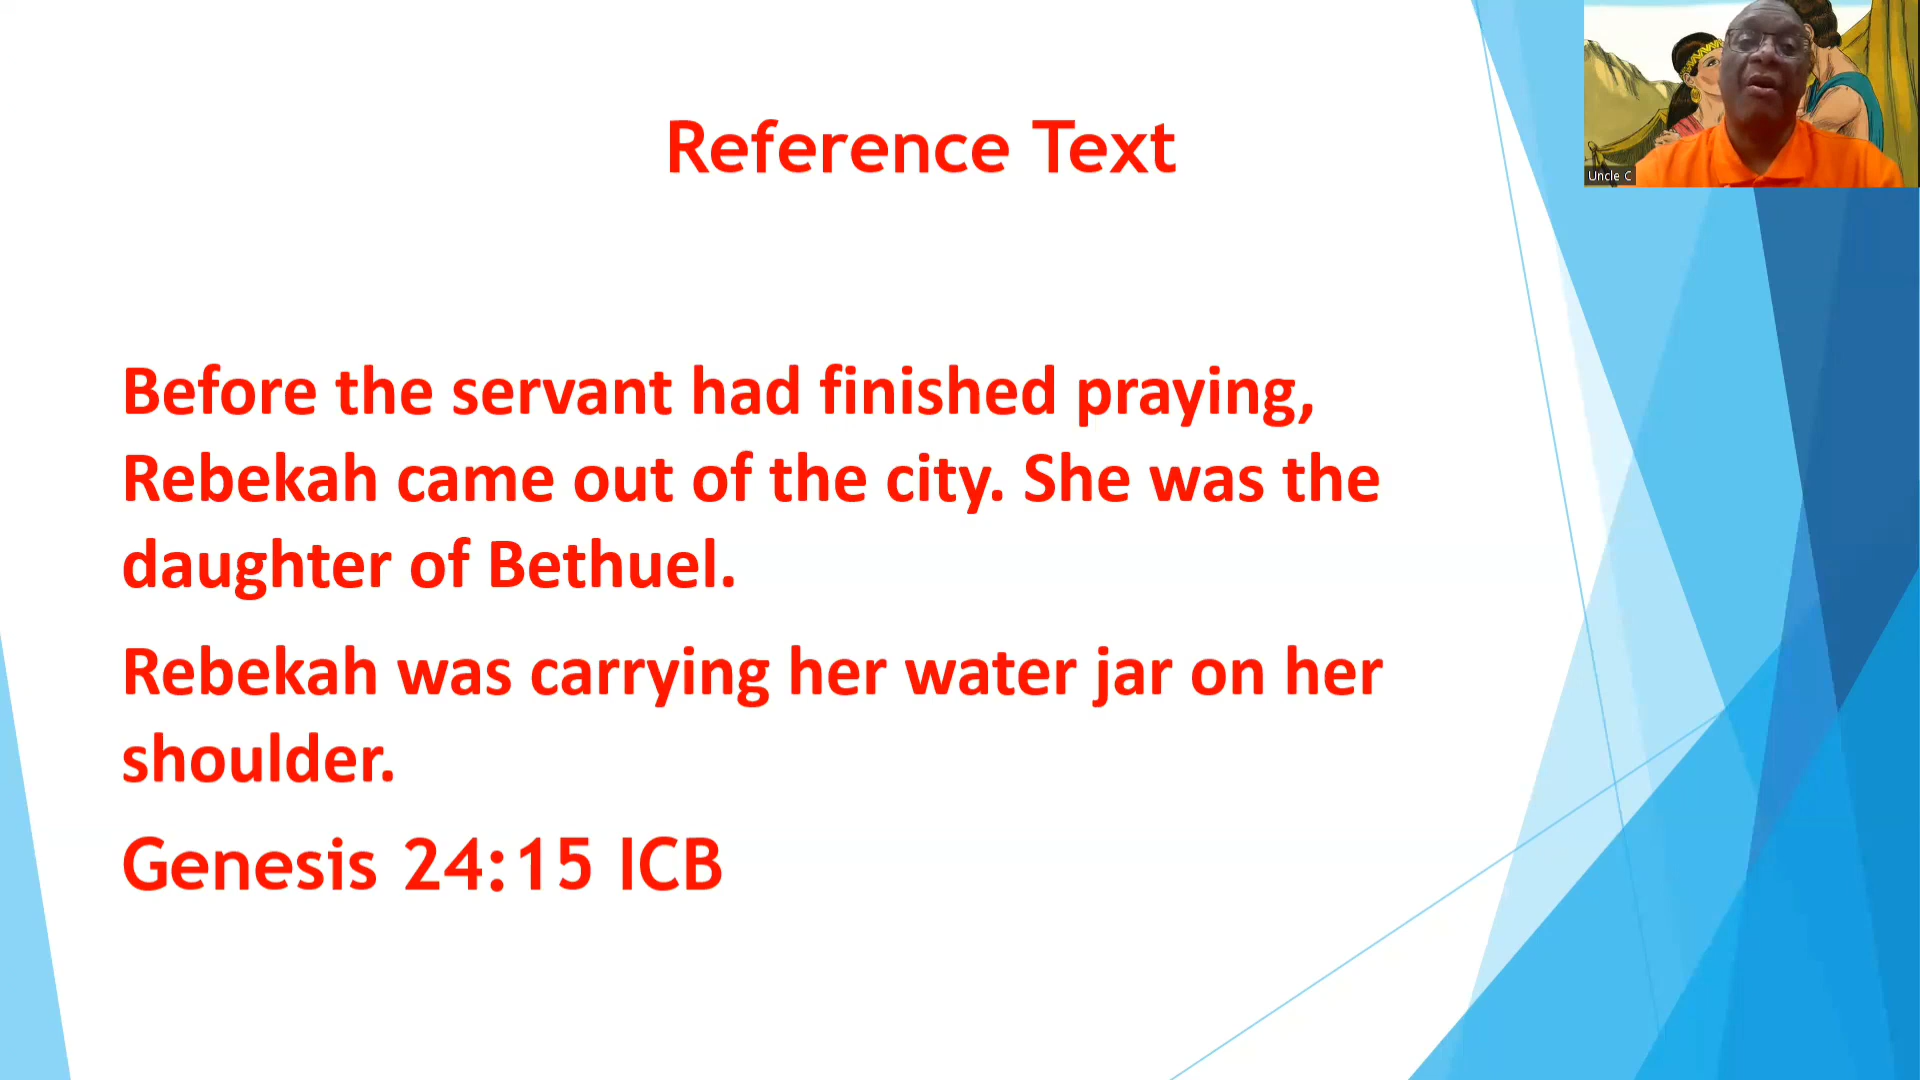 Reference Text
Uncle C
Before the servant had finished praying,
Rebekah came out of the city. She was the
daughter of Bethuel.
Rebekah was carrying her water jar on her
shoulder.
Genesis 24:15 ICB